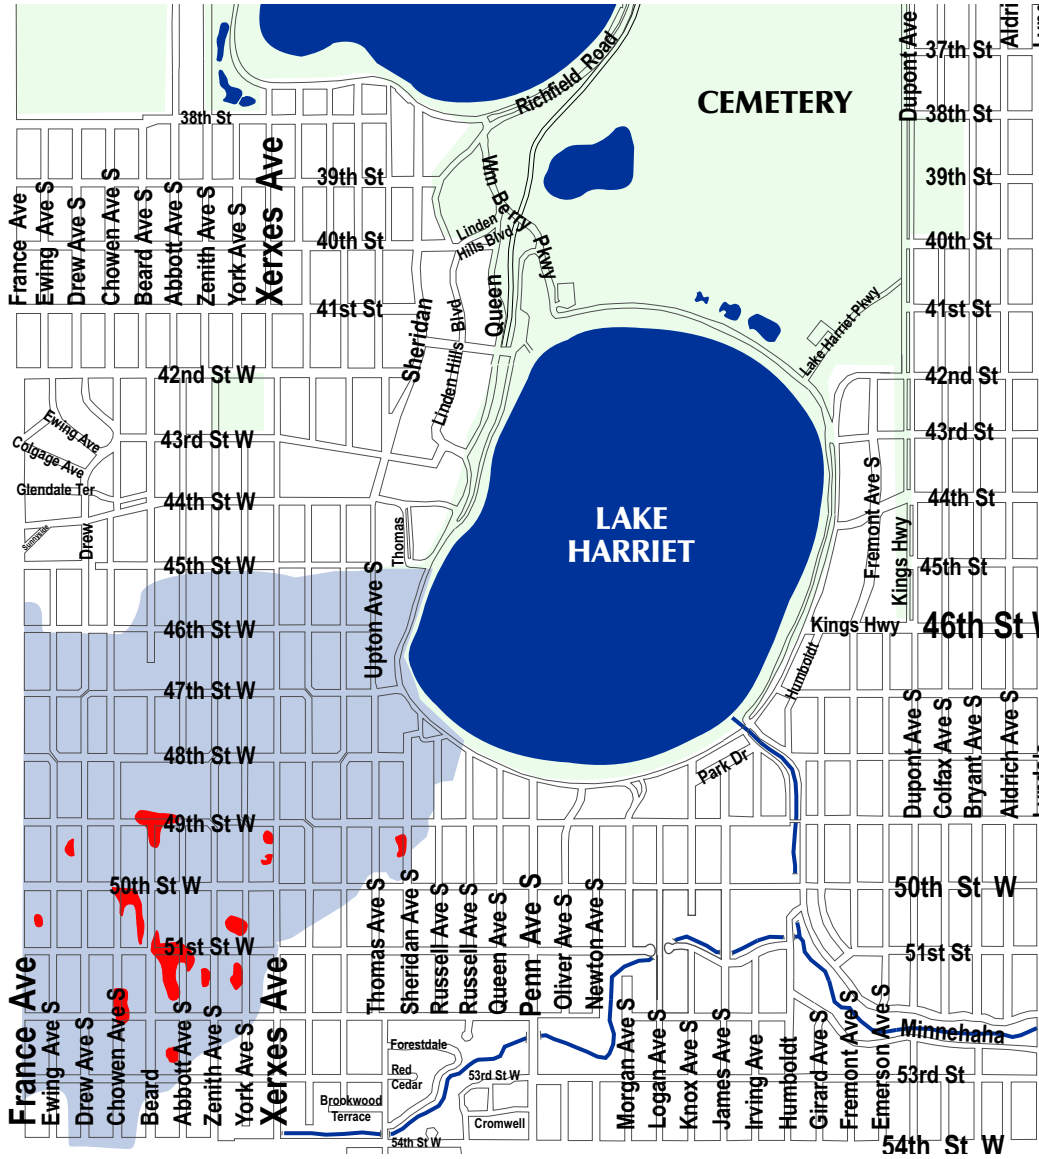 Dupont Ave
Aldri
37th St
Richfield Road
CEMETERY
38th St
38th St
Xerxes Ave
39th St
Wm Berry Pkwy
39th St
France Ave
Ewing Ave S
Drew Ave S
Chowen Ave S
Beard Ave S
Abbott Ave S
Zenith Ave S
York Ave S
40th St
Linden
Hills Blvd
40th St
41st St
Sheridan
Linden Hills Blvd
Queen
Lake Harriet Pkwy
41st St
42nd St W
42nd St
Ewing Ave
Colgage Ave
Glendale Ter
Sunnyside
Drew
43rd St W
43rd St
44th St W
44th St
Thomas
LAKE
HARRIET
Fremont Ave S
Kings Hwy
45th St W
45th St
Upton Ave S
46th St W
Kings Hwy
46th St W
Humboldt
47th St W
48th St W
Park Dr
Dupont Ave S
Colfax Ave S
Bryant Ave S
Aldrich Ave S
49th St W
50th St W
50th St W
Thomas Ave S
Sheridan Ave S
Russell Ave S
Russell Ave S
Queen Ave S
Penn Ave S
Oliver Ave S
Newton Ave S
51st St W
51st St
France Ave
Ewing Ave S
Drew Ave S
Chowen Ave S
Beard
Abbott Ave S
Zenith Ave S
York Ave S
Xerxes Ave
Forestdale
Red
Cedar
53rd St W
Brookwood
Terrace
Cromwell
54th St W
Morgan Ave S
Logan Ave S
Knox Ave S
James Ave S
Irving Ave
Humboldt
Girard Ave S
Fremont Ave S
Emerson Ave S
Minnehaha
53rd St
54th St W